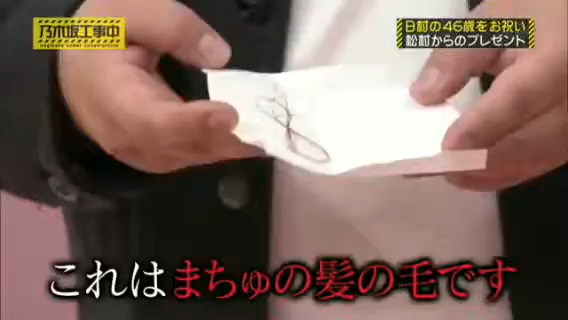 乃木坂工事中
nogizaka under construction
日村の46歳をお祝い
松村からのプレゼント
これはまちゅの髪の毛です